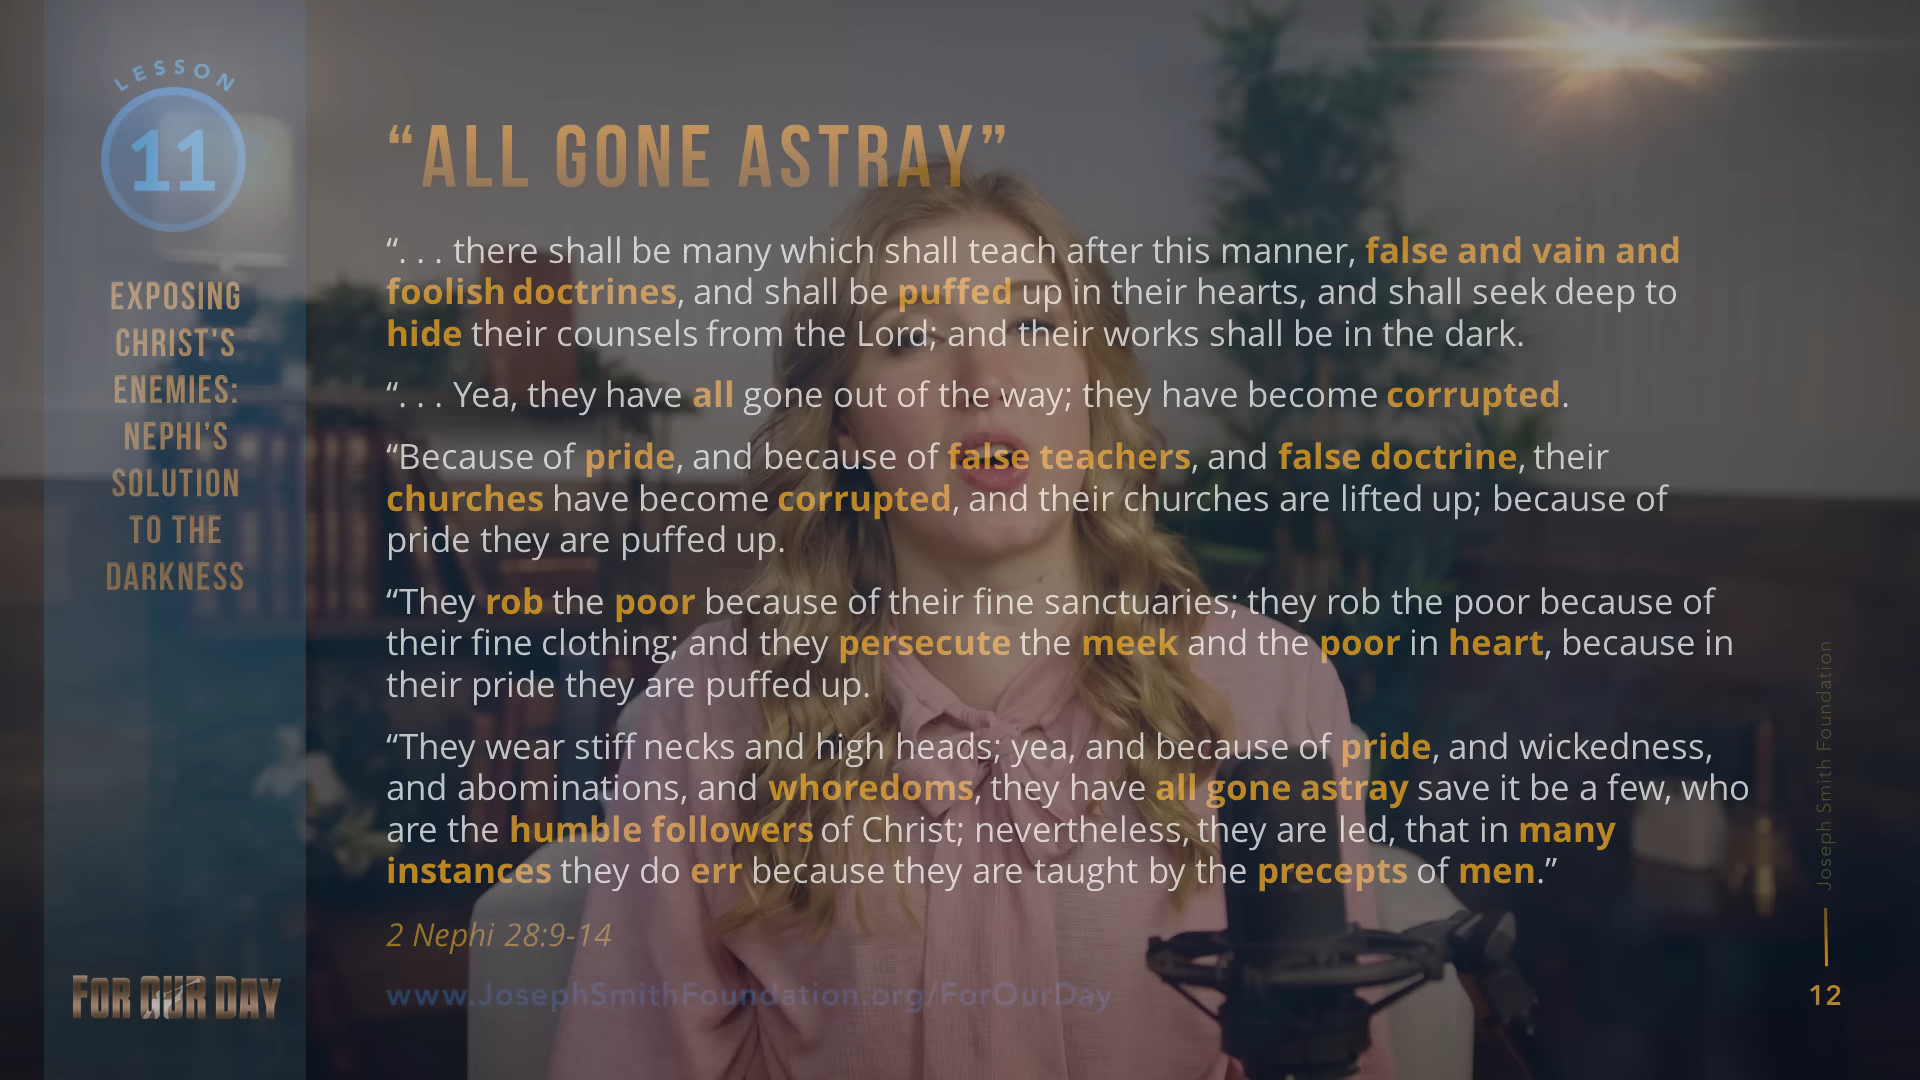 LESSON
11
EXPOSING
CHRIST'S
ENEMIES:
NEPHI’S
SOLUTION
TO THE
DARKNESS
FOR OUR DAY
“ALL GONE ASTRAY”
“. . . there shall be many which shall teach after this manner, false and vain and
foolish doctrines, and shall be puffed up in their hearts, and shall seek deep to
hide their counsels from the Lord; and their works shall be in the dark.
“. . . Yea, they have all gone out of the way; they have become corrupted.
“Because of pride, and because of false teachers, and false doctrine, their
churches have become corrupted, and their churches are lifted up; because of
pride they are puffed up.
“They rob the poor because of their fine sanctuaries; they rob the poor because of
their fine clothing; and they persecute the meek and the poor in heart, because in
their pride they are puffed up.
“They wear stiff necks and high heads; yea, and because of pride, and wickedness,
and abominations, and whoredoms, they have all gone astray save it be a few, who
are the humble followers of Christ; nevertheless, they are led, that in many
instances they do err because they are taught by the precepts of men.”
2 Nephi 28:9-14
www.JosephSmithFoundation.org/ForOurDay
Joseph Smith Foundation
12